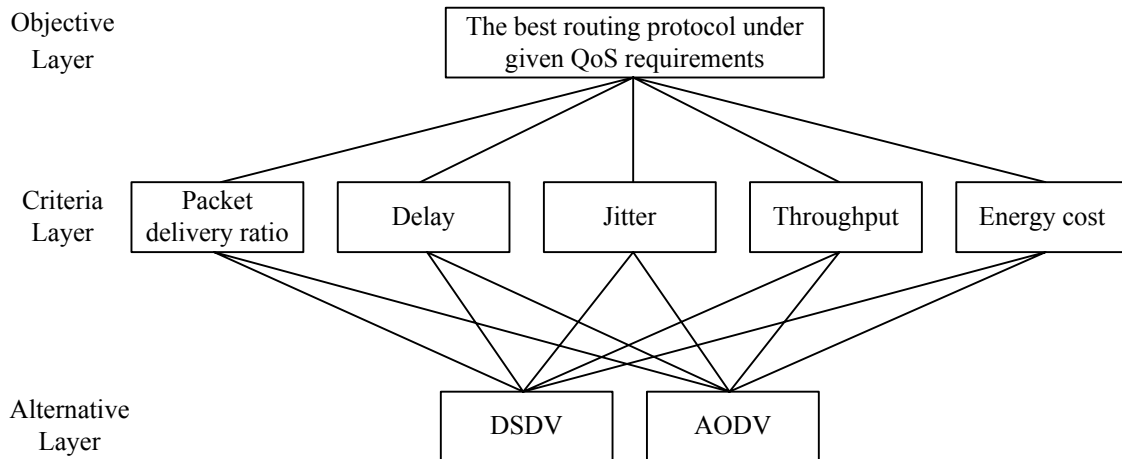 Objective
Layer
The best routing protocol under
given QoS requirements
Criteria
Layer
Packet
delivery ratio
Delay
Jitter
Throughput
Energy cost
Alternative
Layer
DSDV
AODV